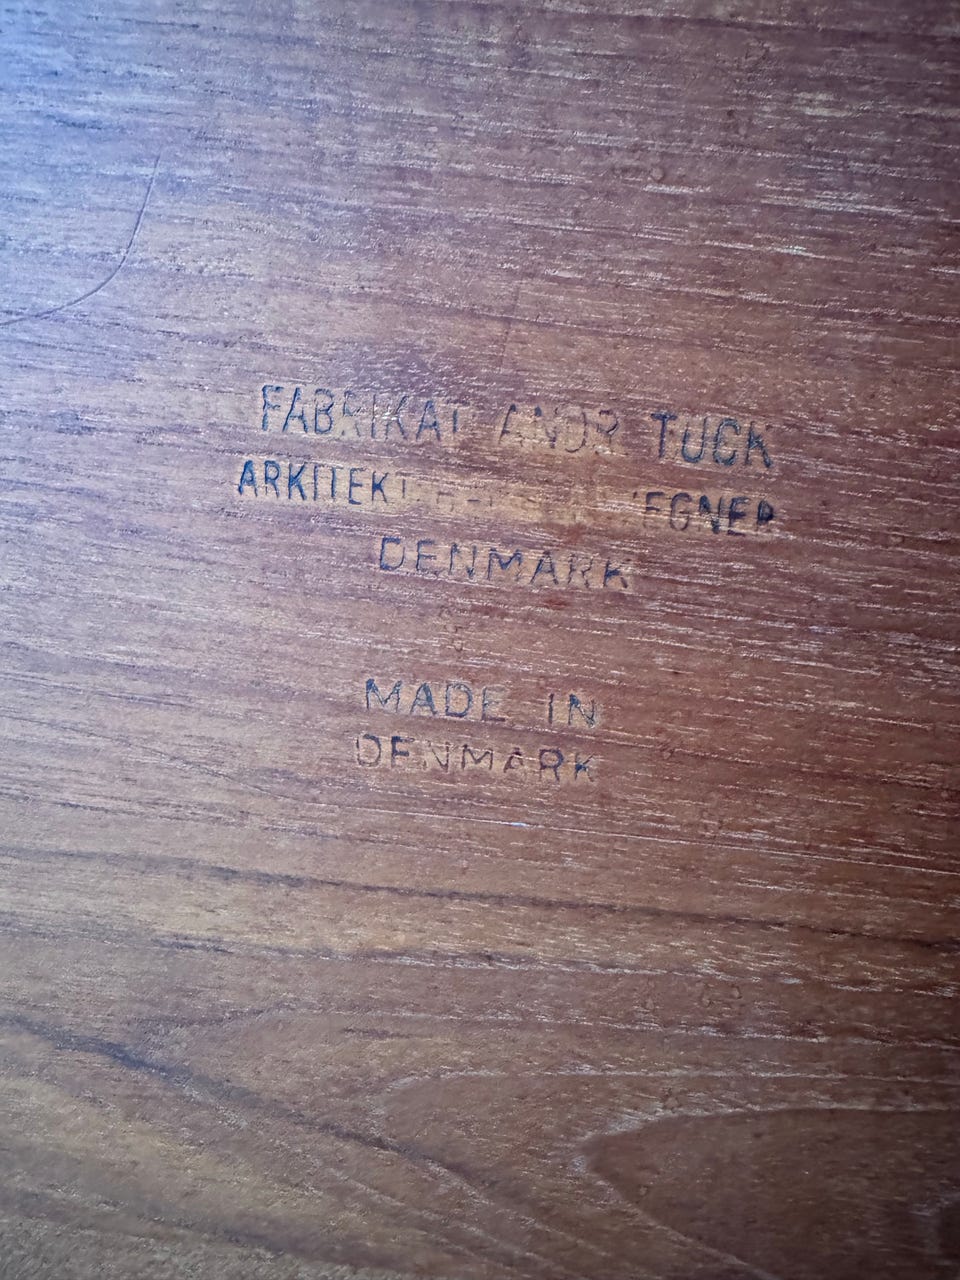 FABRIKAT ANDR TUCK
ARKITEKT
DENMARK
MADE IN
DENMARK